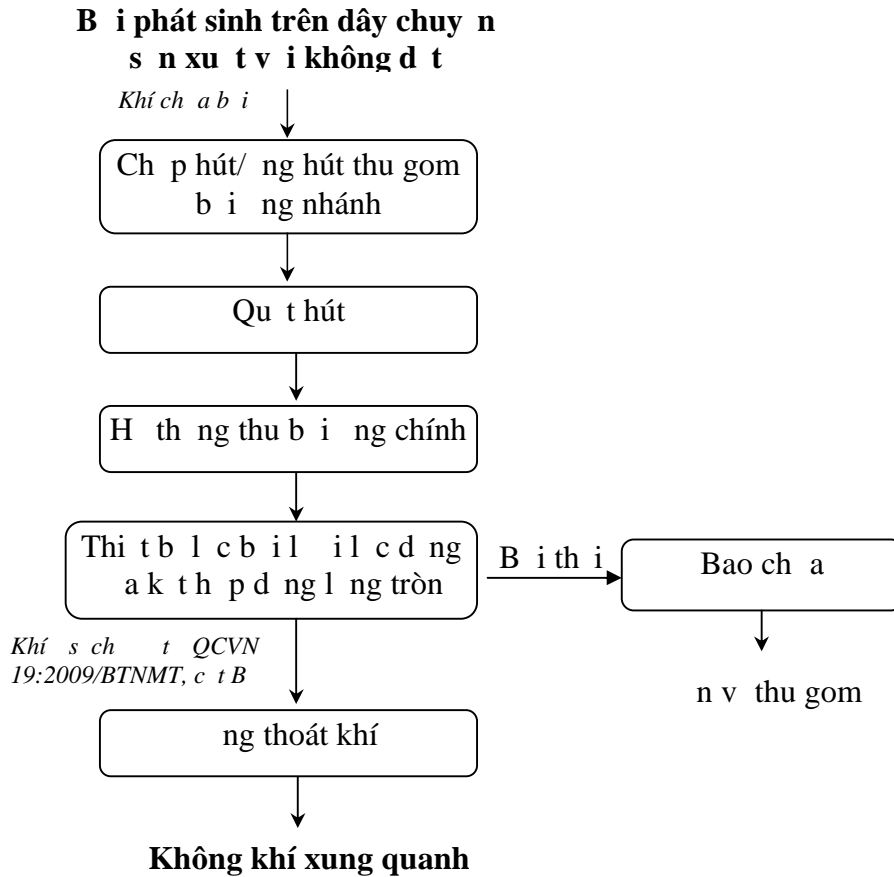 B i phát sinh trên dây chuy n
s n xu t v i không d t
Khí ch a b i
Ch p hút/ ng hút thu gom
b i ng nhánh
Qu t hút
H th ng thu b i ng chính
Thi t b l c b i l i l c d ng
a k t h p d ng l ng tròn
B i th i
Bao ch a
Khí s ch t QCVN
19:2009/BTNMT, c t B
n v thu gom
ng thoát khí
Không khí xung quanh